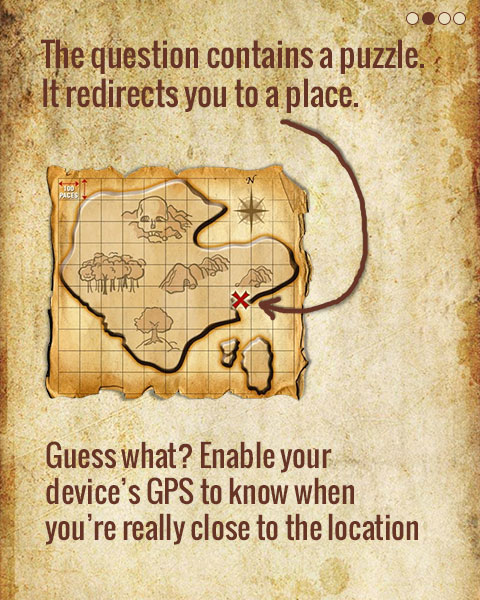 The question contains a puzzle.
It redirects you to a place.
100
PACES
N
Guess what? Enable your
device's GPS to know when
you're really close to the location